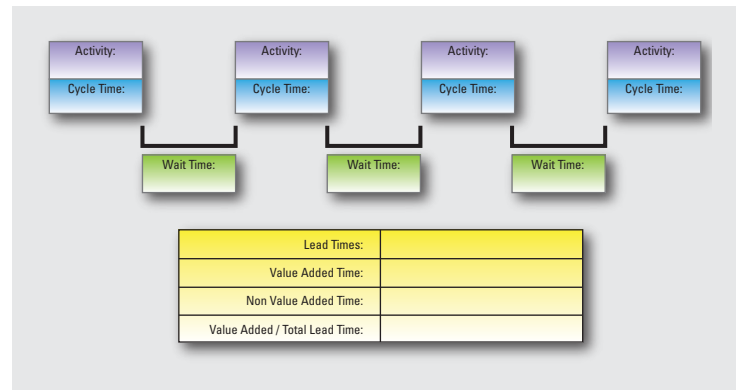 Activity:
Activity:
Activity:
Activity:
Cycle Time:
Cycle Time:
Cycle Time:
Cycle Time:
Wait Time:
Wait Time:
Wait Time:
Lead Times:
Value Added Time:
Non Value Added Time:
Value Added / Total Lead Time: